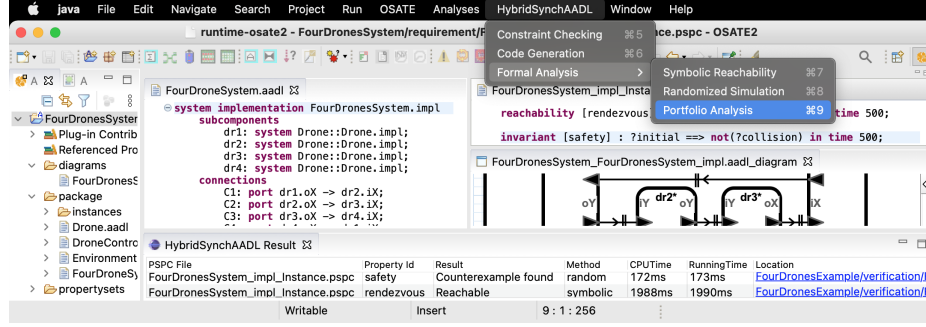 java File Edit Navigate Search Project Run OSATE Analyses HybridSynchAADL Window Help
runtime-osate2 - FourDronesSystem/requirement/F
nce.pspc - OSATE2
Constraint Checking ⌘5
Code Generation ⌘6
Formal Analysis >
Symbolic Reachability ⌘7
Randomized Simulation ⌘8
Portfolio Analysis ⌘9
A
A
FourDronesSyster
Plug-in Contrib
Referenced Pro
diagrams
FourDronesS
package
instances
Drone.aadl
DroneContro
Environment
FourDroneSy
propertysets
FourDronesSystem.aadl
system implementation FourDronesSystem.impl
subcomponents
dr1: system Drone::Drone.impl;
dr2: system Drone::Drone.impl;
dr3: system Drone::Drone.impl;
dr4: system Drone::Drone.impl;
connections
C1: port dr1.oX -> dr2.iX;
C2: port dr2.oX -> dr3.iX;
C3: port dr3.oX -> dr4.iX;
FourDronesSystem_impl_Insta
reachability [rendezvous
time 500;
invariant [safety] : ?initial ==> not(?collision) in time 500;
FourDronesSystem_FourDronesSystem_impl.aadl_diagram
oY iY dr2* oY iY dr3* oX iX
HybridSynchAADL Result
PSPC File Property Id Result Method CPUTime RunningTime Location
FourDronesSystem_impl_Instance.pspc safety Counterexample found random 172ms 173ms FourDronesExample/verification/
FourDronesSystem_impl_Instance.pspc rendezvous Reachable symbolic 1988ms 1990ms FourDronesExample/verification/
Writable Insert 9 : 1 : 256